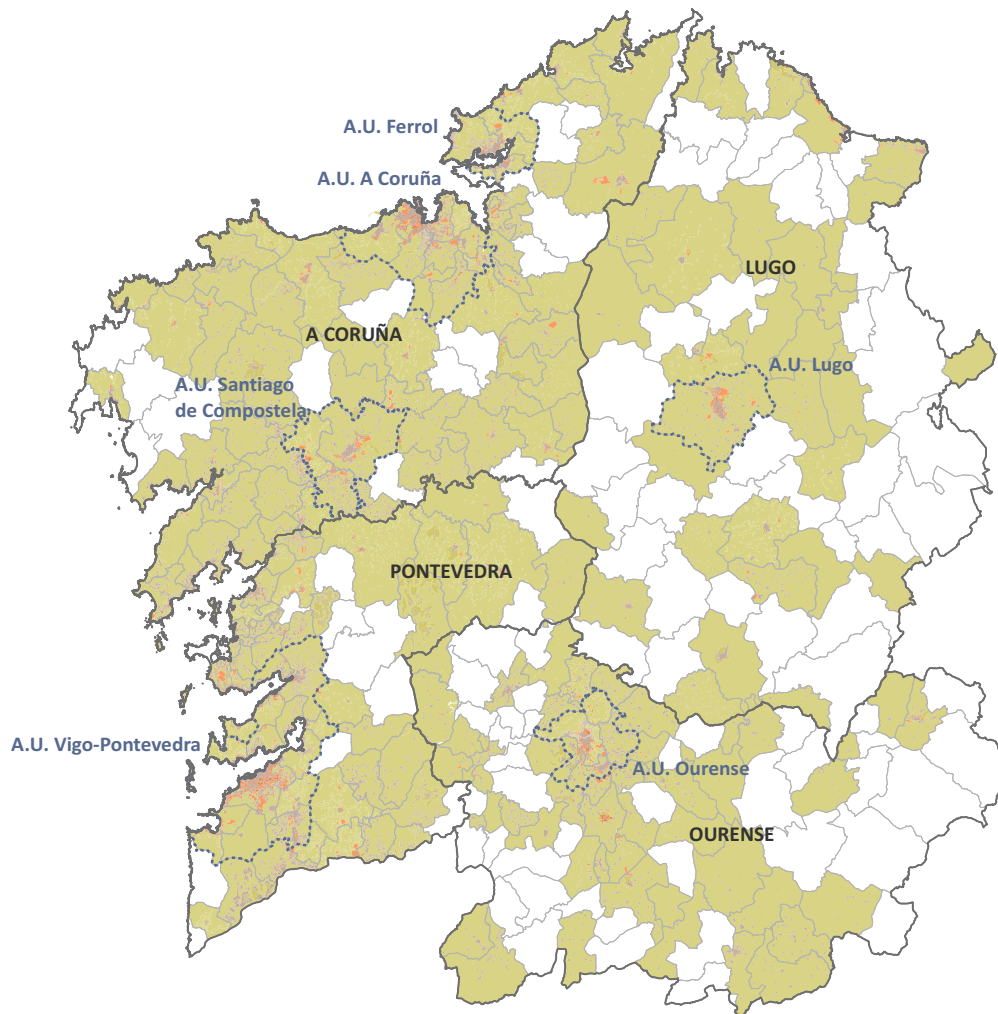 A.U. Ferrol
A.U. A Coruña
LUGO
A CORUÑA
A.U. Lugo
A.U. Santiago
de Compostela
PONTEVEDRA
A.U. Vigo-Pontevedra
A.U. Ourense
OURENSE